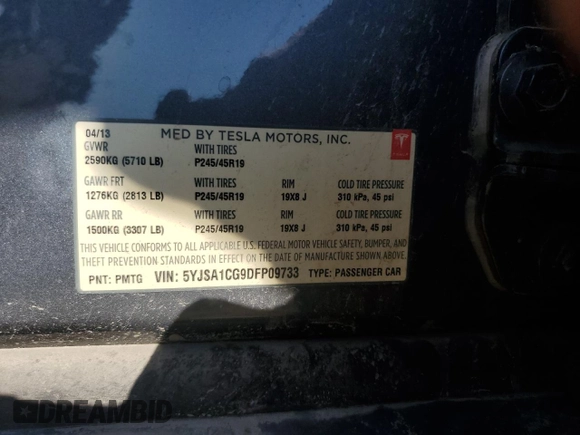 04/13 MFD BY TESLA MOTORS, INC.
GVWR WITH TIRES
2590KG (5710 LB) P245/45R19
GAWR FRT WITH TIRES RIM COLD TIRE PRESSURE
1276KG (2813 LB) P245/45R19 19X8 J 310 kPa, 45 psi
GAWR RR WITH TIRES RIM COLD TIRE PRESSURE
1500KG (3307 LB) P245/45R19 19X8 J 310 kPa, 45 psi
THIS VEHICLE CONFORMS TO ALL APPLICABLE U.S. FEDERAL MOTOR VEHICLE SAFETY, BUMPER, AND
THEFT PREVENTION STANDARDS IN EFFECT ON THE DATE OF MANUFACTURE SHOWN ABOVE.
PNT: PMTG VIN: 5YJSA1CG9DFP09733 TYPE: PASSENGER CAR
DREAMBID